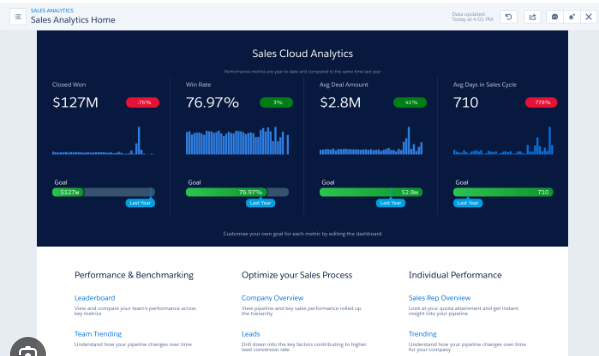 SALES ANALYTICS
Sales Analytics Home
Data updated:
Today at 4:05 PM
Sales Cloud Analytics
Performance metrics are year to date and compared to the same time last year
Closed Won
$127M
-76%
Win Rate
76.97%
3%
Avg Deal Amount
$2.8M
41%
Avg Days in Sales Cycle
710
778%
Goal
$127M
Last Year
Goal
76.97%
Last Year
Goal
$2.8M
Last Year
Goal
710
Last Year
Customize your own goal for each metric by editing the dashboard
Performance & Benchmarking
Leaderboard
View and compare your team's performance across
key metrics
Team Trending
Understand how your pipeline changes over time
Optimize your Sales Process
Company Overview
View pipeline and key sales performance rolled up
the hierarchy
Leads
Drill down into the key factors contributing to higher
lead conversion rate
Individual Performance
Sales Rep Overview
Look at your quota attainment and get instant
insight into your pipeline
Trending
Understand how your pipeline changes over time
for your company